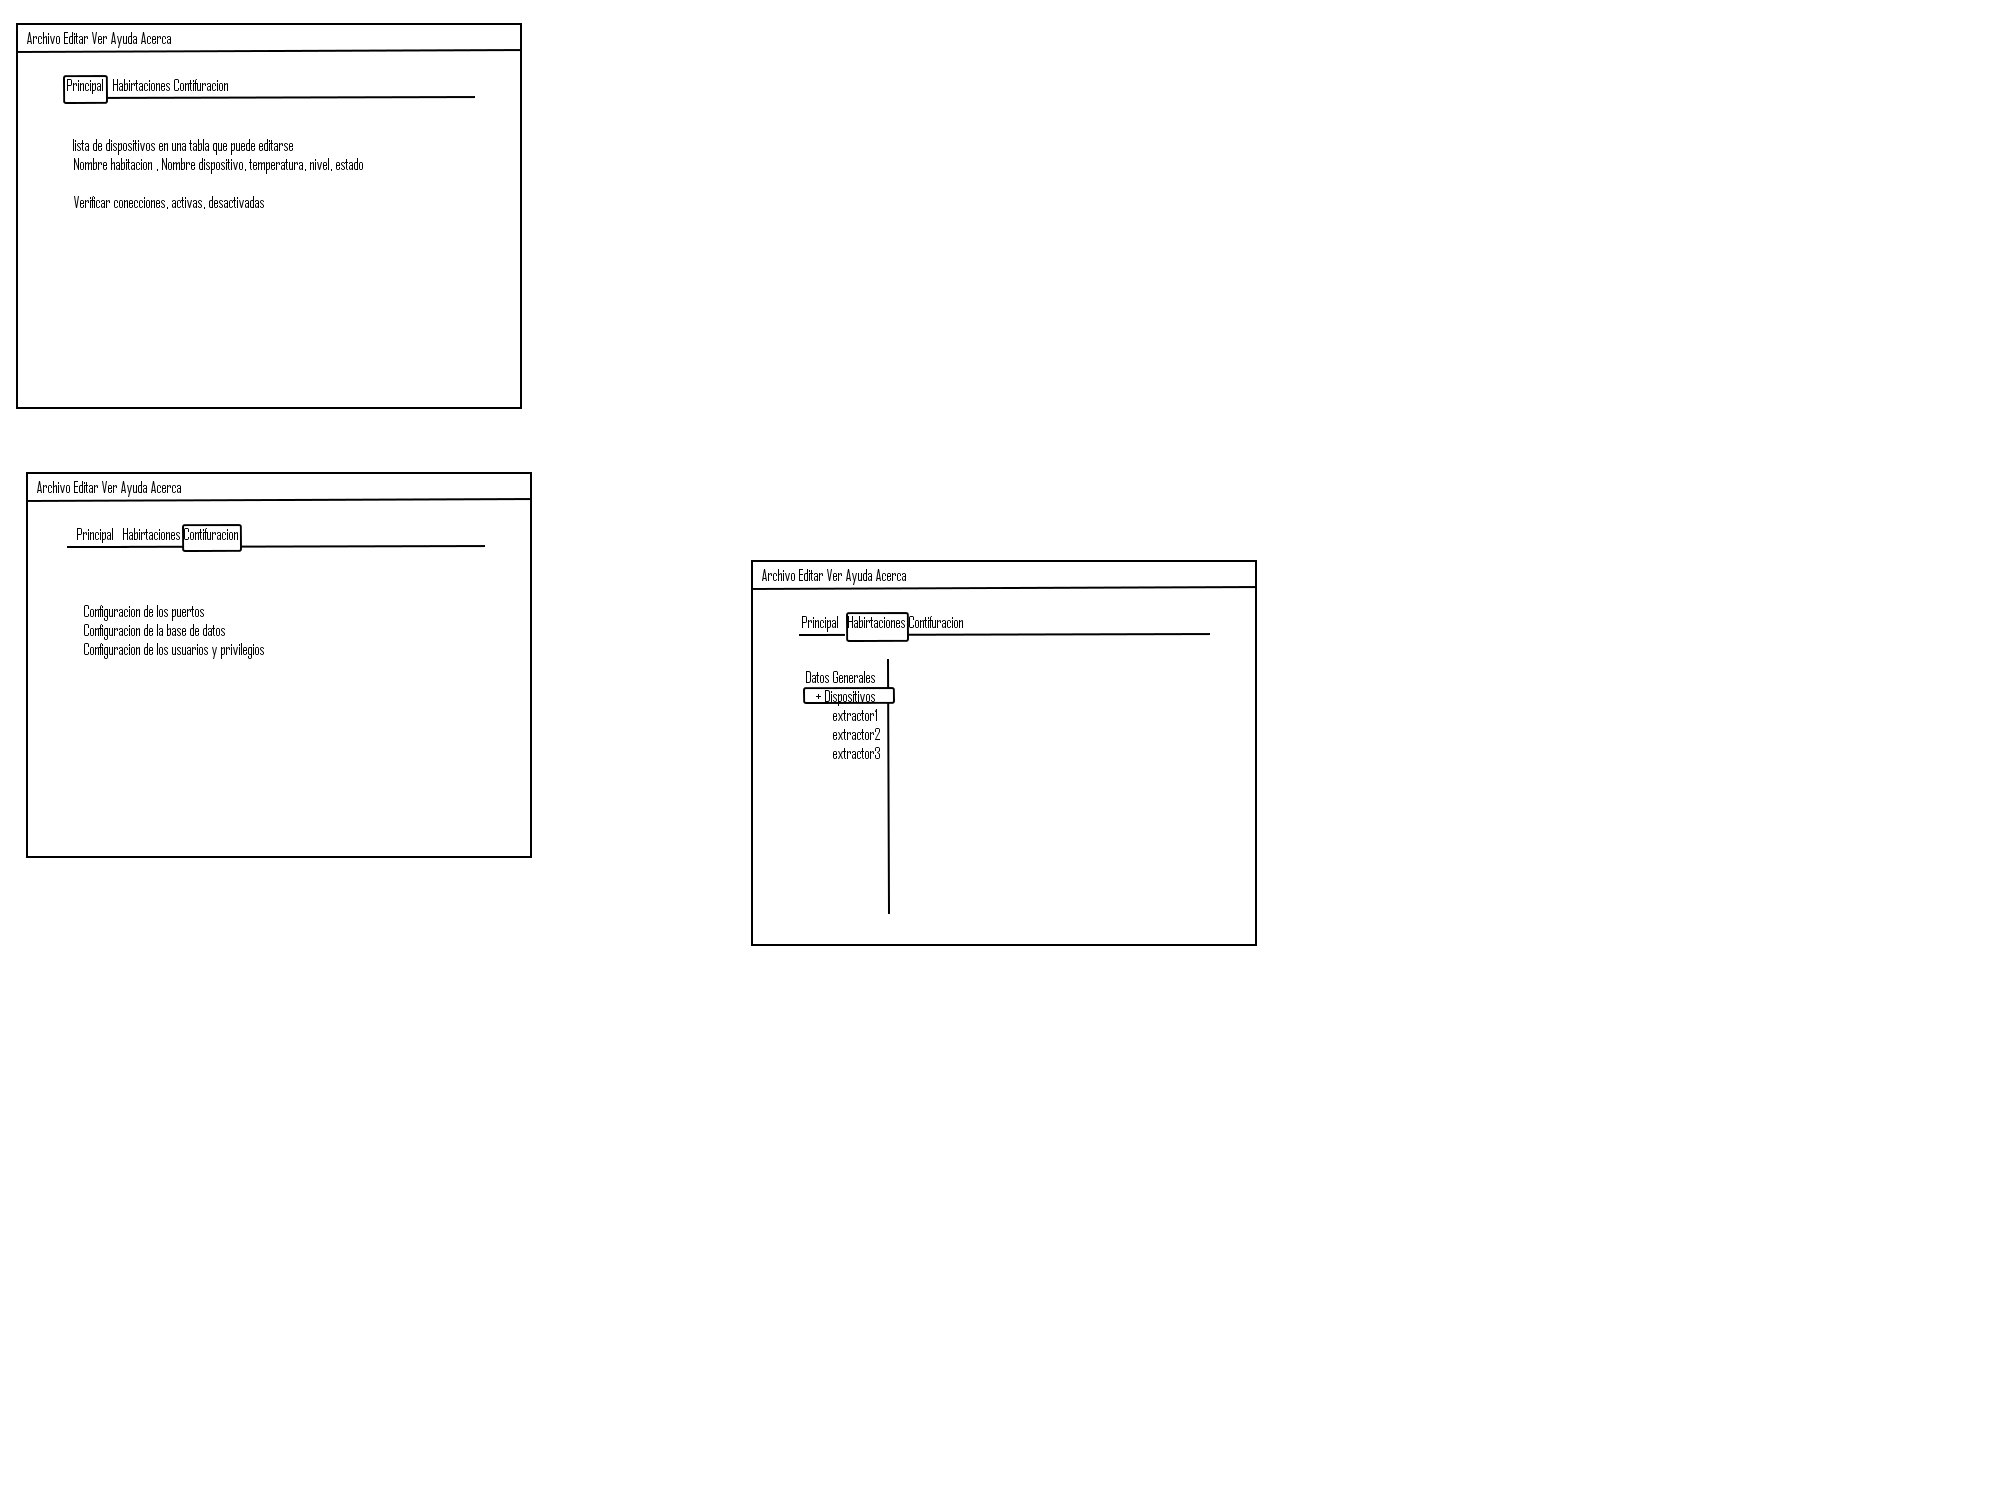 Archivo Editar Ver Ayuda Acerca
Principal Habirtaciones Contifuracion
lista de dispositivos en una tabla que puede editarse
Nombre habitacion , Nombre dispositivo, temperatura, nivel, estado
Verificar conecciones, activas, desactivadas
Archivo Editar Ver Ayuda Acerca
Principal Habirtaciones Contifuracion
Configuracion de los puertos
Configuracion de la base de datos
Configuracion de los usuarios y privilegios
Archivo Editar Ver Ayuda Acerca
Principal Habirtaciones Contifuracion
Datos Generales
+ Dispositivos
extractor1
extractor2
extractor3